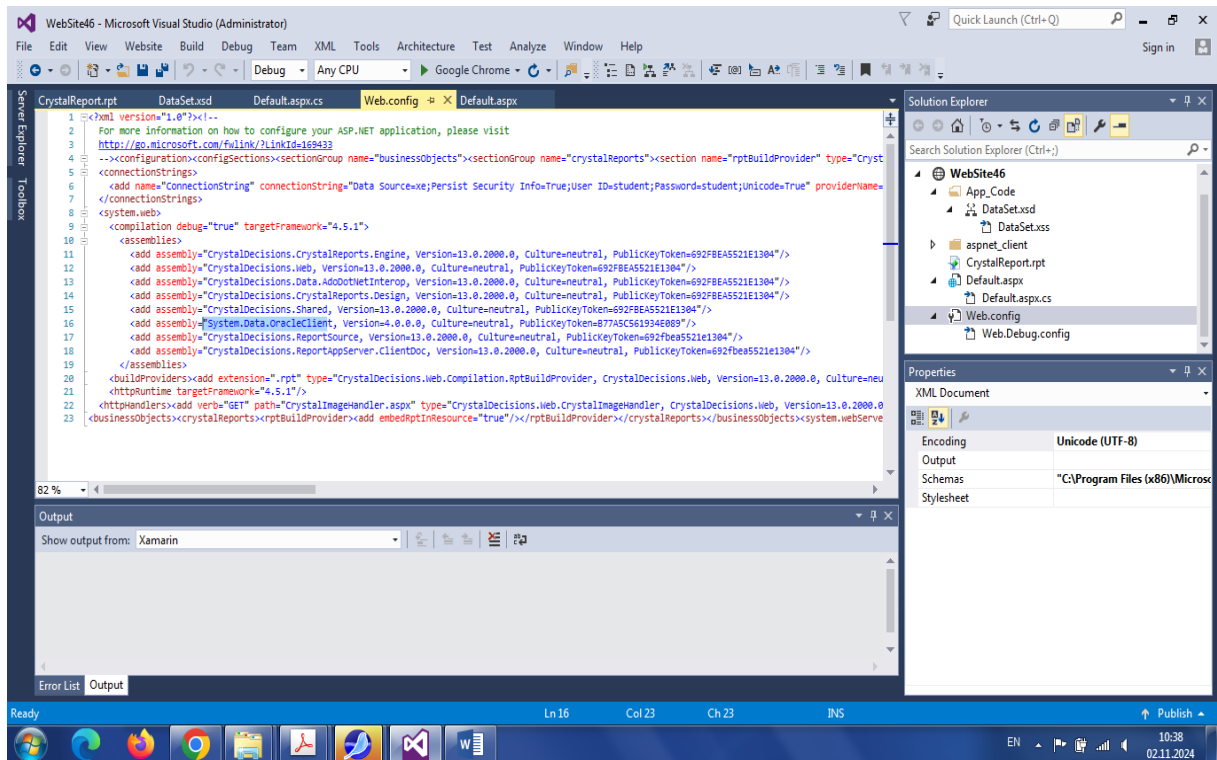 WebSite46 - Microsoft Visual Studio (Administrator)
Quick Launch (Ctrl+Q)
File Edit View Website Build Debug Team XML Tools Architecture Test Analyze Window Help
Sign in
Debug Any CPU Google Chrome
Server Explorer
Toolbox
CrystalReport.rpt DataSet.xsd Default.aspx.cs Web.config Default.aspx
1 <?xml version="1.0"?><!--
2 For more information on how to configure your ASP.NET application, please visit
3 http://go.microsoft.com/fwlink/?LinkId=169433
4 --><configuration><configSections><sectionGroup name="businessObjects"><sectionGroup name="crystalReports"><section name="rptBuildProvider" type="Cryst
5 <connectionStrings>
6 <add name="ConnectionString" connectionString="Data Source=xe;Persist Security Info=True;User ID=student;Password=student;Unicode=True" providerName=
7 </connectionStrings>
8 <system.web>
9 <compilation debug="true" targetFramework="4.5.1">
10 <assemblies>
11 <add assembly="CrystalDecisions.CrystalReports.Engine, Version=13.0.2000.0, Culture=neutral, PublicKeyToken=692FBEA5521E1304"/>
12 <add assembly="CrystalDecisions.Web, Version=13.0.2000.0, Culture=neutral, PublicKeyToken=692FBEA5521E1304"/>
13 <add assembly="CrystalDecisions.Data.AdoDotNetInterop, Version=13.0.2000.0, Culture=neutral, PublicKeyToken=692FBEA5521E1304"/>
14 <add assembly="CrystalDecisions.CrystalReports.Design, Version=13.0.2000.0, Culture=neutral, PublicKeyToken=692FBEA5521E1304"/>
15 <add assembly="CrystalDecisions.Shared, Version=13.0.2000.0, Culture=neutral, PublicKeyToken=692FBEA5521E1304"/>
16 <add assembly="System.Data.OracleClient, Version=4.0.0.0, Culture=neutral, PublicKeyToken=B77A5C561934E089"/>
17 <add assembly="CrystalDecisions.ReportSource, Version=13.0.2000.0, Culture=neutral, PublicKeyToken=692fbea5521e1304"/>
18 <add assembly="CrystalDecisions.ReportAppServer.ClientDoc, Version=13.0.2000.0, Culture=neutral, PublicKeyToken=692fbea5521e1304"/>
19 </assemblies>
20 <buildProviders><add extension=".rpt" type="CrystalDecisions.Web.Compilation.RptBuildProvider, CrystalDecisions.Web, Version=13.0.2000.0, Culture=neu
21 <httpRuntime targetFramework="4.5.1"/>
22 <httpHandlers><add verb="GET" path="CrystalImageHandler.aspx" type="CrystalDecisions.Web.CrystalImageHandler, CrystalDecisions.Web, Version=13.0.2000.0
23 <businessObjects><crystalReports><rptBuildProvider><add embedRptInResource="true"/></rptBuildProvider></crystalReports></businessObjects><system.webServe
82 %
Output
Show output from: Xamarin
Error List Output
Solution Explorer
Search Solution Explorer (Ctrl+;)
WebSite46
App_Code
DataSet.xsd
DataSet.xss
aspnet_client
CrystalReport.rpt
Default.aspx
Default.aspx.cs
Web.config
Web.Debug.config
Properties
XML Document
Encoding Unicode (UTF-8)
Output
Schemas "C:\Program Files (x86)\Microsc
Stylesheet
Ready Ln 16 Col 23 Ch 23 INS Publish
EN 10:38
02.11.2024